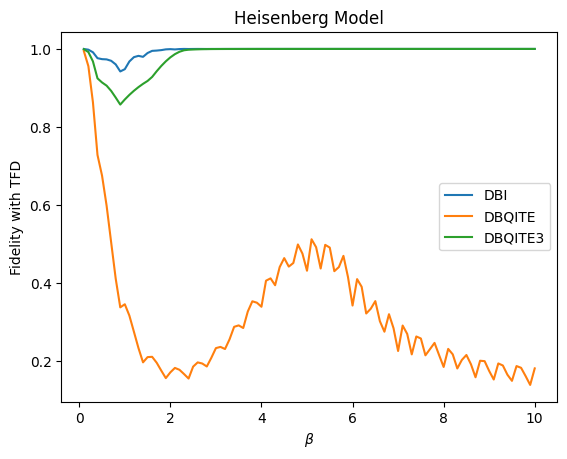 Heisenberg Model
Fidelity with TFD
1.0
0.8
0.6
0.4
0.2
DBI
DBQITE
DBQITE3
0
2
4
6
8
10
β